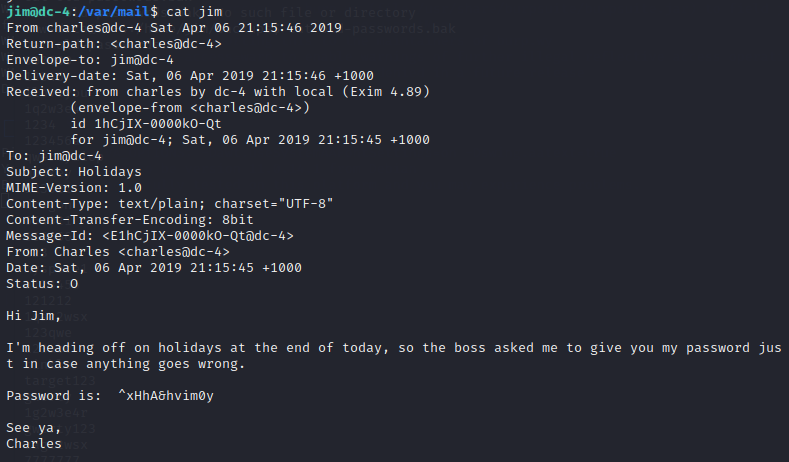 jim@dc-4:/var/mail$ cat jim
From charles@dc-4 Sat Apr 06 21:15:46 2019
Return-path: <charles@dc-4>
Envelope-to: jim@dc-4
Delivery-date: Sat, 06 Apr 2019 21:15:46 +1000
Received: from charles by dc-4 with local (Exim 4.89)
        (envelope-from <charles@dc-4>)
        id 1hCjIX-0000kO-Qt
        for jim@dc-4; Sat, 06 Apr 2019 21:15:45 +1000
To: jim@dc-4
Subject: Holidays
MIME-Version: 1.0
Content-Type: text/plain; charset="UTF-8"
Content-Transfer-Encoding: 8bit
Message-Id: <E1hCjIX-0000kO-Qt@dc-4>
From: Charles <charles@dc-4>
Date: Sat, 06 Apr 2019 21:15:45 +1000
Status: O

Hi Jim,

I'm heading off on holidays at the end of today, so the boss asked me to give you my password jus
t in case anything goes wrong.

Password is:  ^xHhA&hvim0y

See ya,
Charles